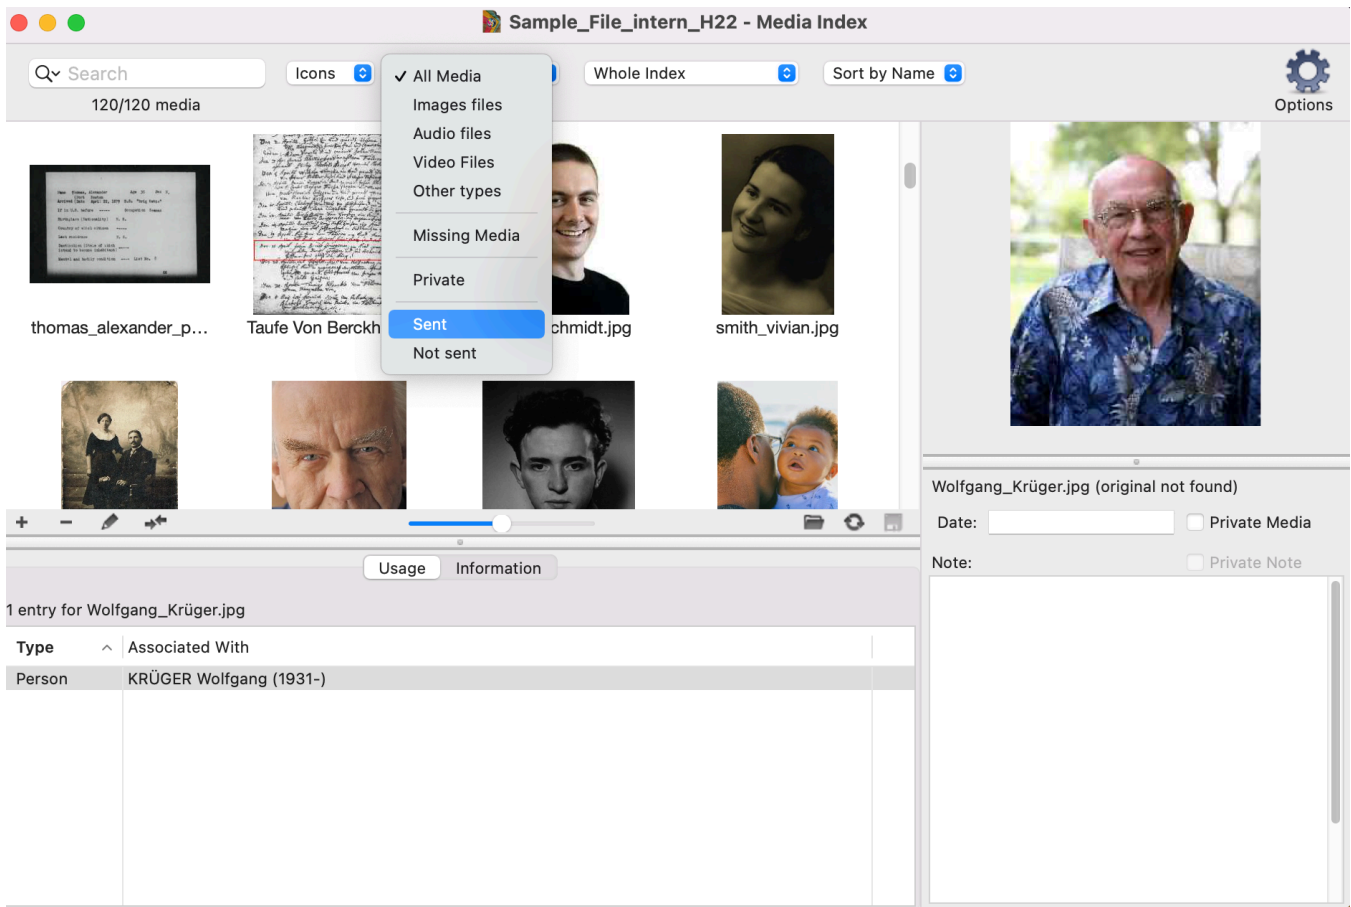 Sample_File_intern_H22 - Media Index
Search
Icons
All Media
Whole Index
Sort by Name
120/120 media
Options
Images files
Audio files
Video Files
Other types
Missing Media
Private
Sent
Not sent
thomas_alexander_p...
Taufe Von Berckh
chmidt.jpg
smith_vivian.jpg
Wolfgang_Krüger.jpg (original not found)
Date:
Private Media
Note:
Private Note
Usage
Information
1 entry for Wolfgang_Krüger.jpg
Type
Associated With
Person
KRÜGER Wolfgang (1931-)